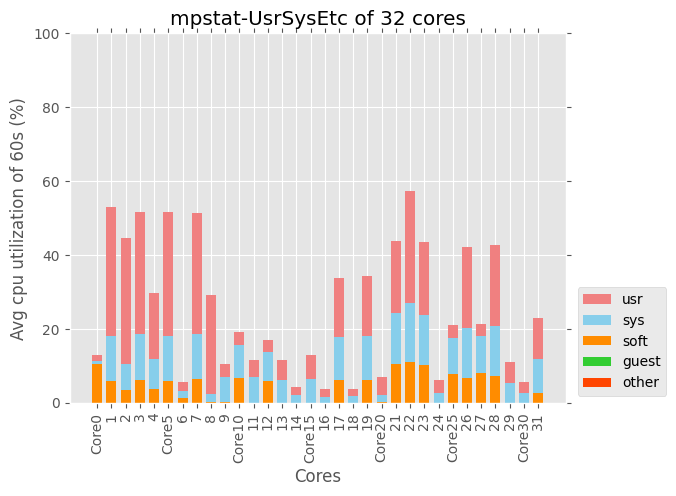 mpstat-UsrSysEtc of 32 cores
100
80
60
40
20
0
Avg cpu utilization of 60s (%)
Core0
1
2
3
4
Core5
6
7
8
9
Core10
11
12
13
14
Core15
16
17
18
19
Core20
21
22
23
24
Core25
26
27
28
29
Core30
31
Cores
usr
sys
soft
guest
other